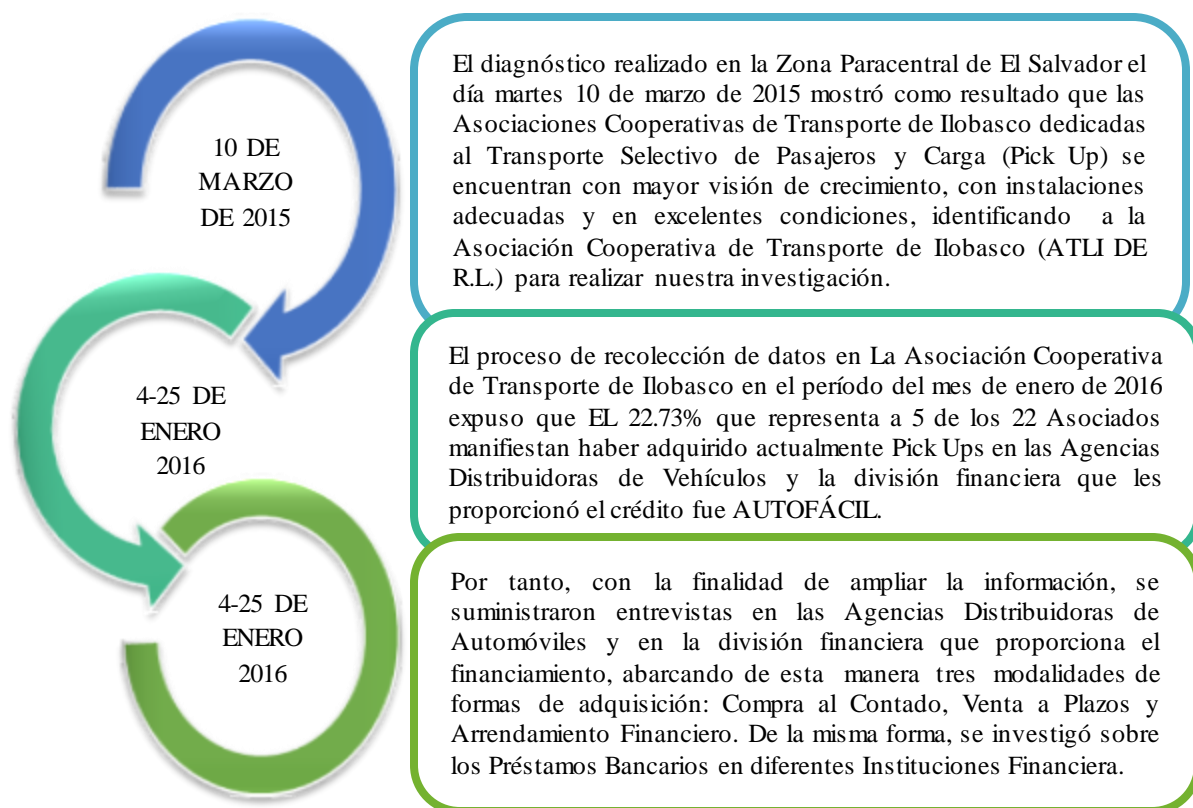 10 DE
MARZO
DE 2015
El diagnóstico realizado en la Zona Paracentral de El Salvador el
día martes 10 de marzo de 2015 mostró como resultado que las
Asociaciones Cooperativas de Transporte de Ilobasco dedicadas
al Transporte Selectivo de Pasajeros y Carga (Pick Up) se
encuentran con mayor visión de crecimiento, con instalaciones
adecuadas y en excelentes condiciones, identificando a la
Asociación Cooperativa de Transporte de Ilobasco (ATLI DE
R.L.) para realizar nuestra investigación.
4-25 DE
ENERO
2016
El proceso de recolección de datos en La Asociación Cooperativa
de Transporte de Ilobasco en el período del mes de enero de 2016
expuso que EL 22.73% que representa a 5 de los 22 Asociados
manifiestan haber adquirido actualmente Pick Ups en las Agencias
Distribuidoras de Vehículos y la división financiera que les
proporcionó el crédito fue AUTOFÁCIL.
4-25 DE
ENERO
2016
Por tanto, con la finalidad de ampliar la información, se
suministraron entrevistas en las Agencias Distribuidoras de
Automóviles y en la división financiera que proporciona el
financiamiento, abarcando de esta manera tres modalidades de
formas de adquisición: Compra al Contado, Venta a Plazos y
Arrendamiento Financiero. De la misma forma, se investigó sobre
los Préstamos Bancarios en diferentes Instituciones Financiera.